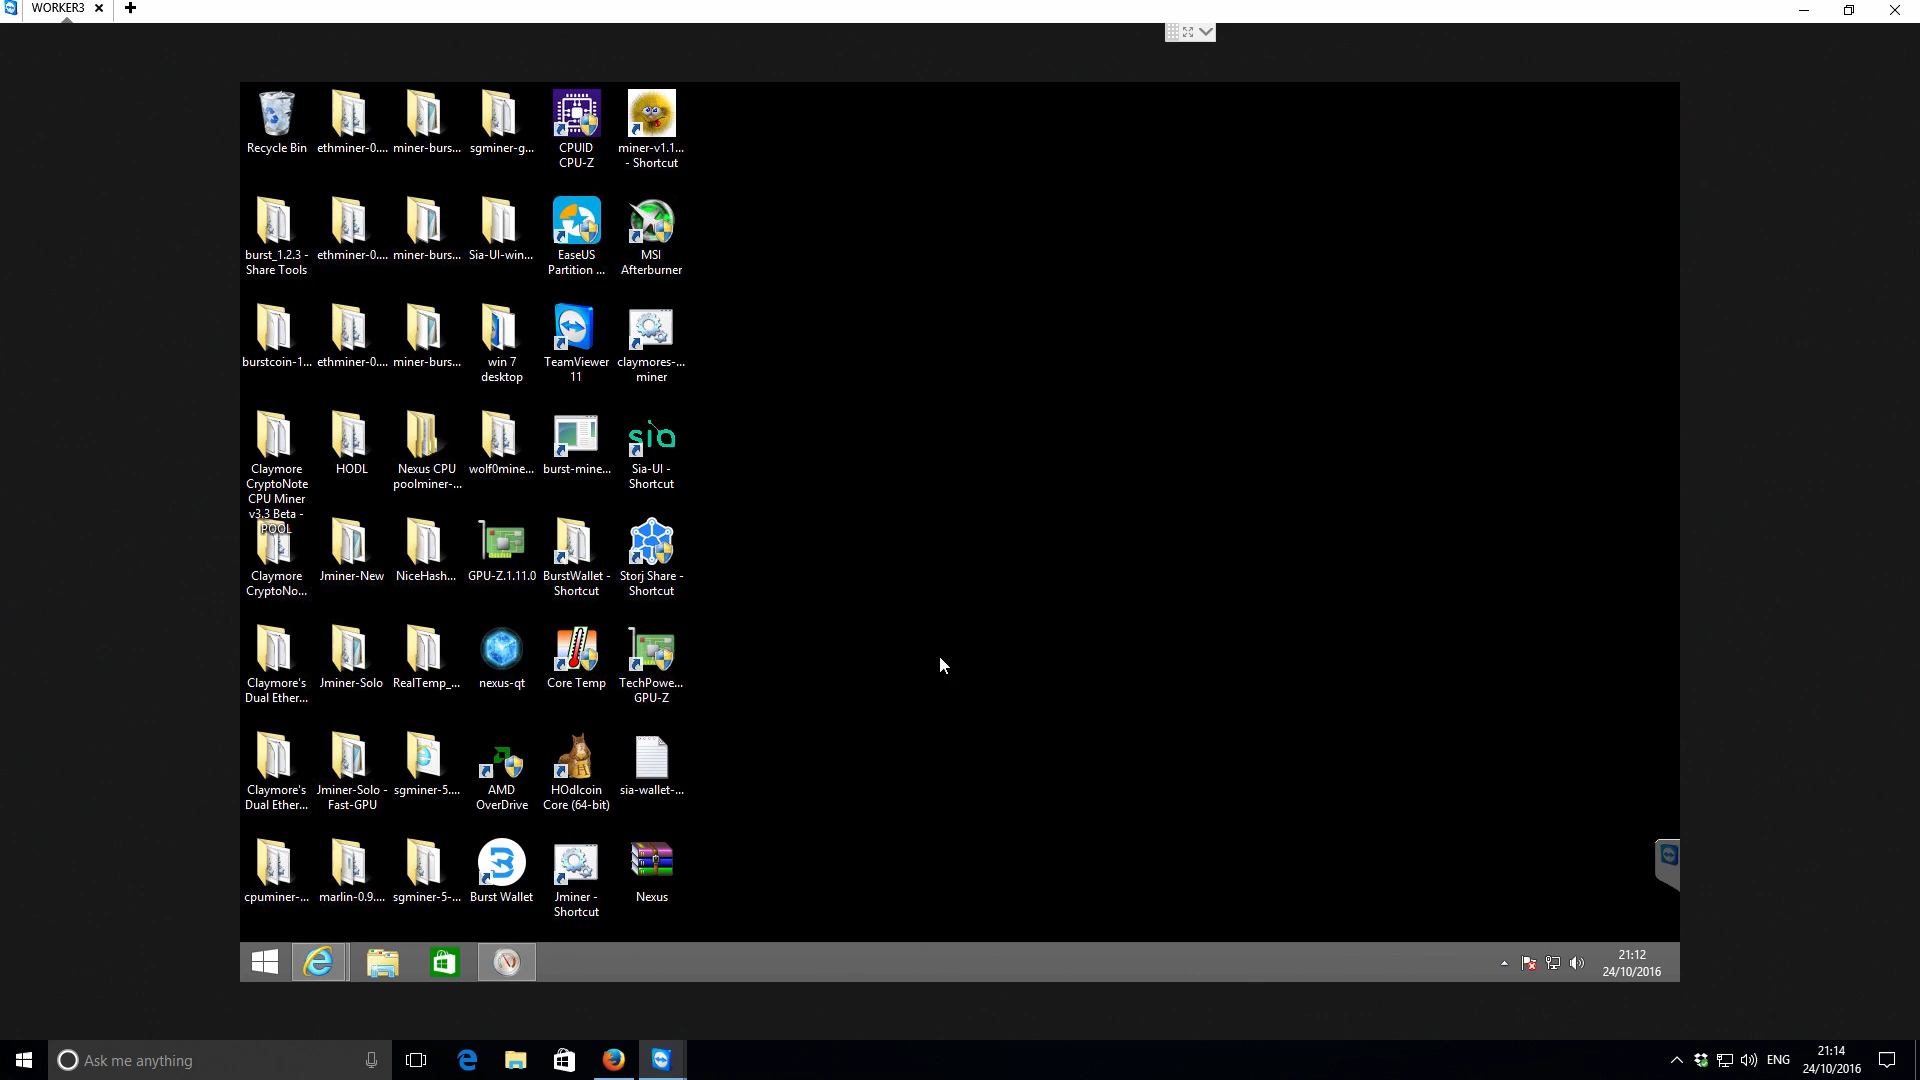 WORKER3
Recycle Bin
ethminer-0....
miner-burs...
sgminer-g...
CPUID
CPU-Z
miner-v1.1...
- Shortcut
burst_1.2.3 -
Share Tools
ethminer-0....
miner-burs...
Sia-UI-win...
EaseUS
Partition ...
MSI
Afterburner
burstcoin-1...
ethminer-0....
miner-burs...
win 7
desktop
TeamViewer
11
claymores-...
miner
Claymore
CryptoNote
CPU Miner
v3.3 Beta -
POOL
HODL
Nexus CPU
poolminer-...
wolf0mine...
burst-mine...
sia
Sia-UI -
Shortcut
Claymore
CryptoNo...
Jminer-New
NiceHash...
GPU-Z.1.11.0
BurstWallet -
Shortcut
Storj Share -
Shortcut
Claymore's
Dual Ether...
Jminer-Solo
RealTemp_...
nexus-qt
Core Temp
TechPowe...
GPU-Z
Claymore's
Dual Ether...
Jminer-Solo -
Fast-GPU
sgminer-5....
AMD
OverDrive
HOdlcoin
Core (64-bit)
sia-wallet-...
cpuminer-...
marlin-0.9....
sgminer-5-...
Burst Wallet
Jminer -
Shortcut
Nexus
21:12
24/10/2016
Ask me anything
ENG
21:14
24/10/2016